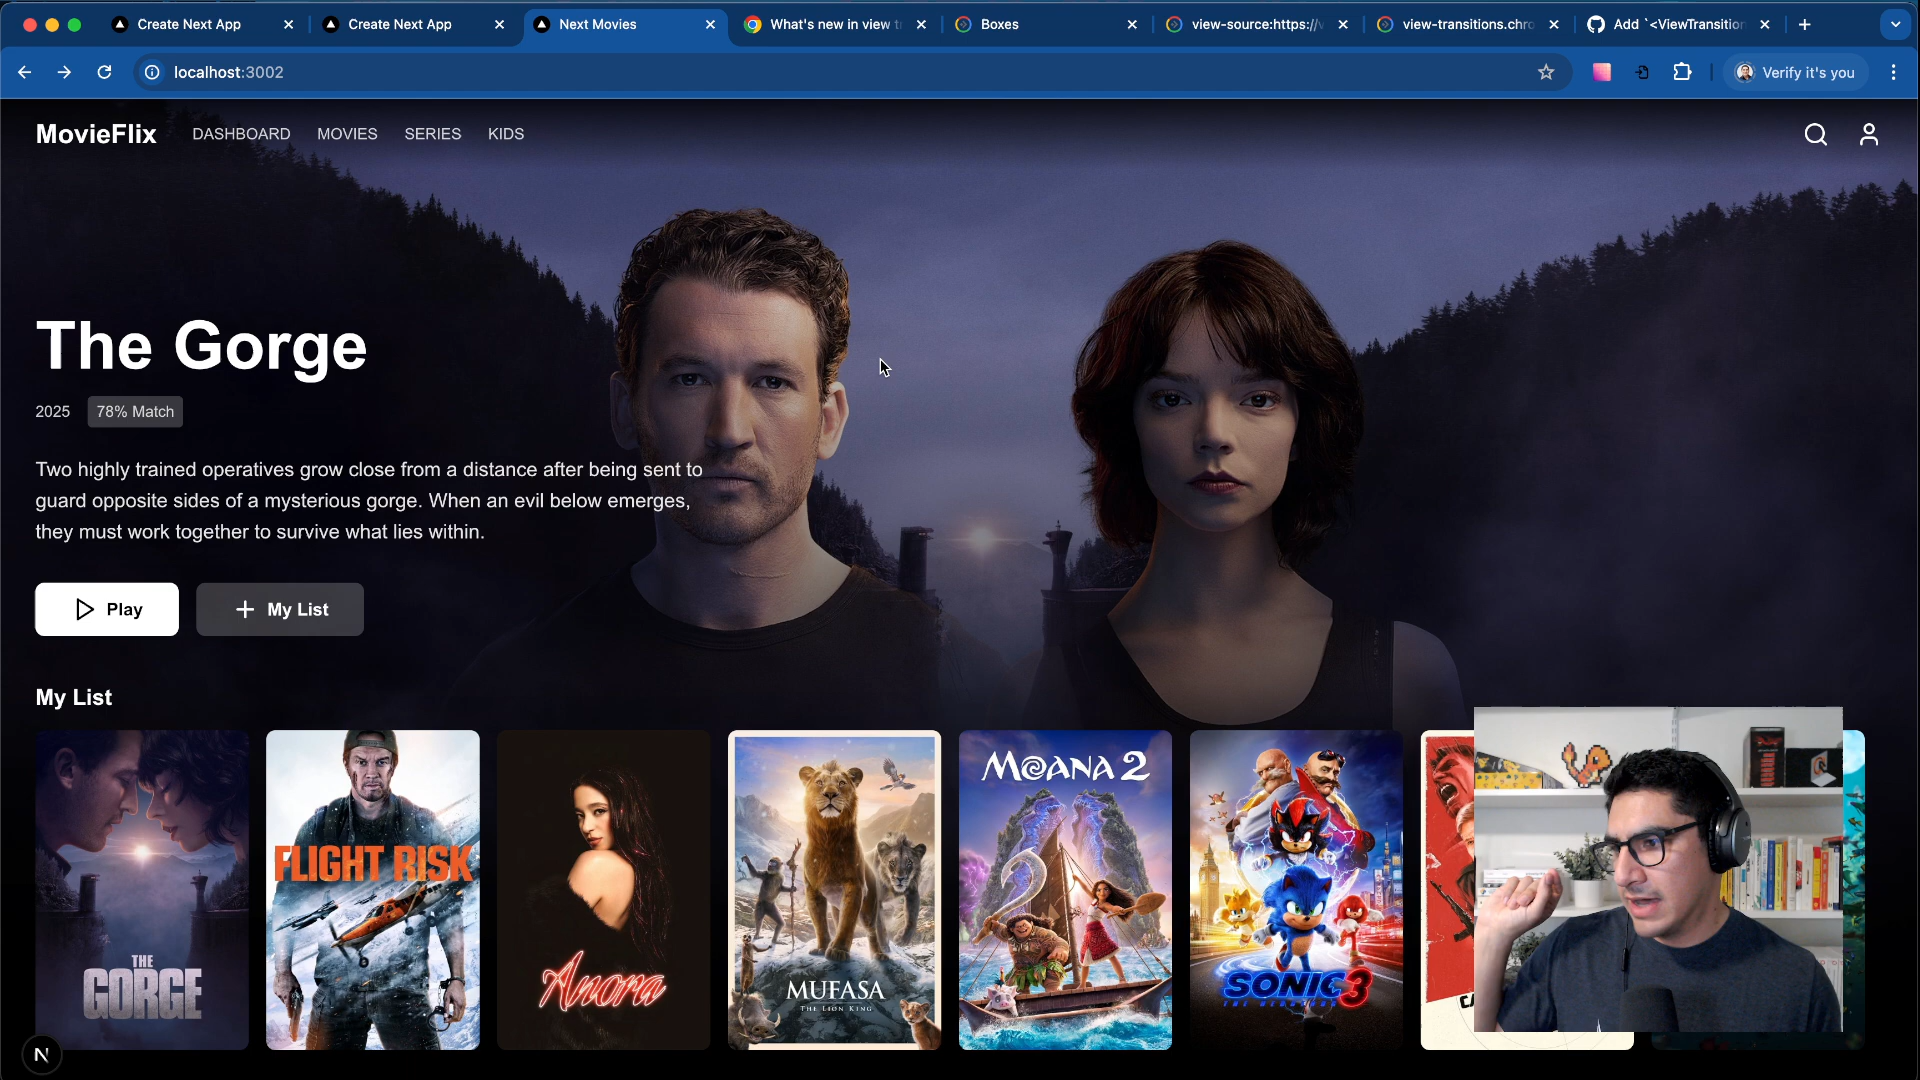 Create Next App
Create Next App
Next Movies
What's new in view t
Boxes
view-source:https://v
view-transitions.chro
Add `<ViewTransition
localhost:3002
Verify it's you
MovieFlix
DASHBOARD
MOVIES
SERIES
KIDS
The Gorge
2025
78% Match
Two highly trained operatives grow close from a distance after being sent to
guard opposite sides of a mysterious gorge. When an evil below emerges,
they must work together to survive what lies within.
Play
My List
My List
THE
GORGE
FLIGHT RISK
Anora
MUFASA
THE LION KING
MOANA 2
SONIC 3
N